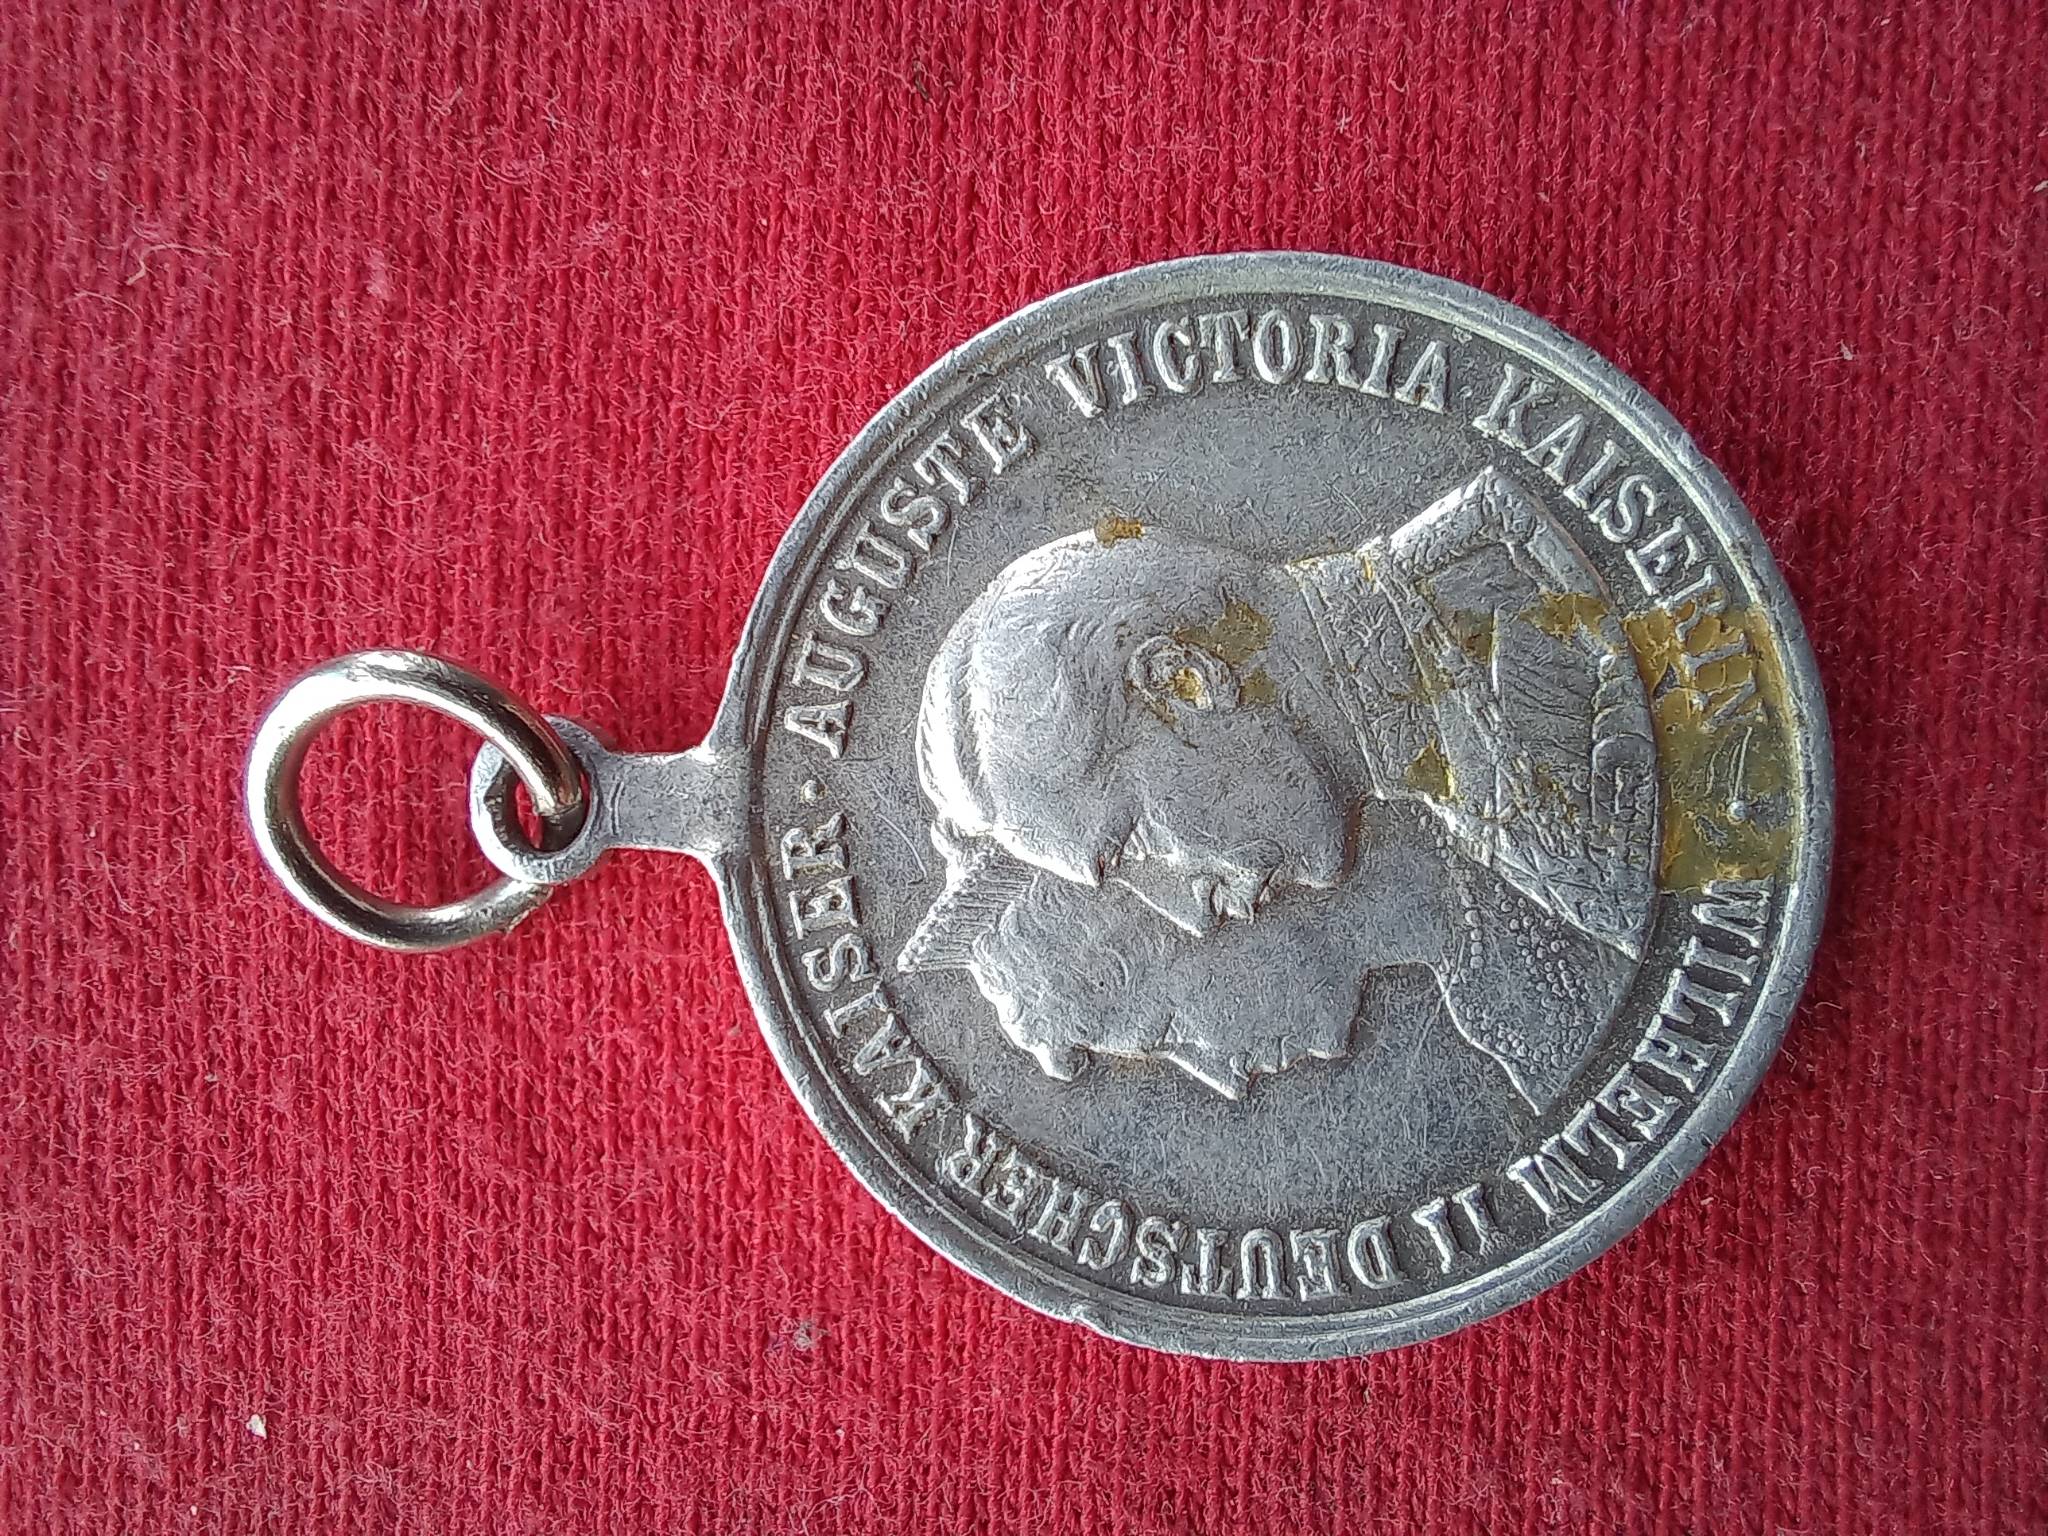 WILHELM II DEUTSCHER KAISER · AUGUSTE VICTORIA KAISERIN